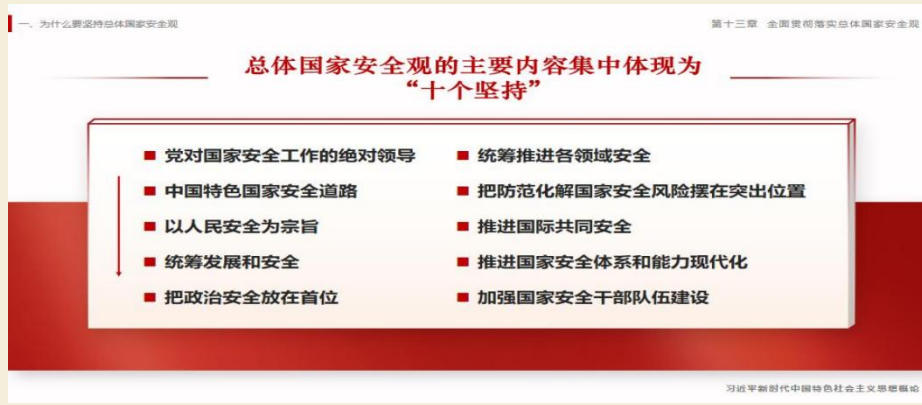 一、为什么要坚持总体国家安全观
第十三章 全面贯彻落实总体国家安全观
总体国家安全观的主要内容集中体现为
“十个坚持”
党对国家安全工作的绝对领导
中国特色国家安全道路
以人民安全为宗旨
统筹发展和安全
把政治安全放在首位
统筹推进各领域安全
把防范化解国家安全风险摆在突出位置
推进国际共同安全
推进国家安全体系和能力现代化
加强国家安全干部队伍建设
习近平新时代中国特色社会主义思想概论